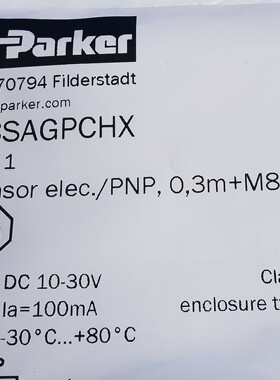 Parker
70794 Filderstadt
parker.com
SAGPCHX
1
sor elec./PNP, 0,3m+M8
DC 10-30V
Cla
Ia=100mA
enclosure t
-30°C...+80°C